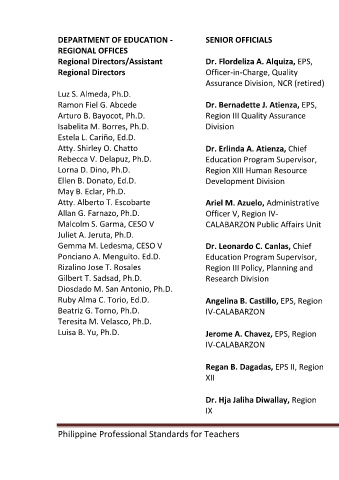 DEPARTMENT OF EDUCATION -
REGIONAL OFFICES
Regional Directors/Assistant
Regional Directors
Luz S. Almeda, Ph.D.
Ramon Fiel G. Abcede
Arturo B. Bayocot, Ph.D.
Isabelita M. Borres, Ph.D.
Estela L. Cariño, Ed.D.
Atty. Shirley O. Chatto
Rebecca V. Delapuz, Ph.D.
Lorna D. Dino, Ph.D.
Ellen B. Donato, Ed.D.
May B. Eclar, Ph.D.
Atty. Alberto T. Escobarte
Allan G. Farnazo, Ph.D.
Malcolm S. Garma, CESO V
Juliet A. Jeruta, Ph.D.
Gemma M. Ledesma, CESO V
Ponciano A. Menguito. Ed.D.
Rizalino Jose T. Rosales
Gilbert T. Sadsad, Ph.D.
Diosdado M. San Antonio, Ph.D.
Ruby Alma C. Torio, Ed.D.
Beatriz G. Torno, Ph.D.
Teresita M. Velasco, Ph.D.
Luisa B. Yu, Ph.D.
SENIOR OFFICIALS
Dr. Flordeliza A. Alquiza, EPS,
Officer-in-Charge, Quality
Assurance Division, NCR (retired)
Dr. Bernadette J. Atienza, EPS,
Region III Quality Assurance
Division
Dr. Erlinda A. Atienza, Chief
Education Program Supervisor,
Region XIII Human Resource
Development Division
Ariel M. Azuelo, Administrative
Officer V, Region IV-
CALABARZON Public Affairs Unit
Dr. Leonardo C. Canlas, Chief
Education Program Supervisor,
Region III Policy, Planning and
Research Division
Angelina B. Castillo, EPS, Region
IV-CALABARZON
Jerome A. Chavez, EPS, Region
IV-CALABARZON
Regan B. Dagadas, EPS II, Region
XII
Dr. Hja Jaliha Diwallay, Region
IX
Philippine Professional Standards for Teachers